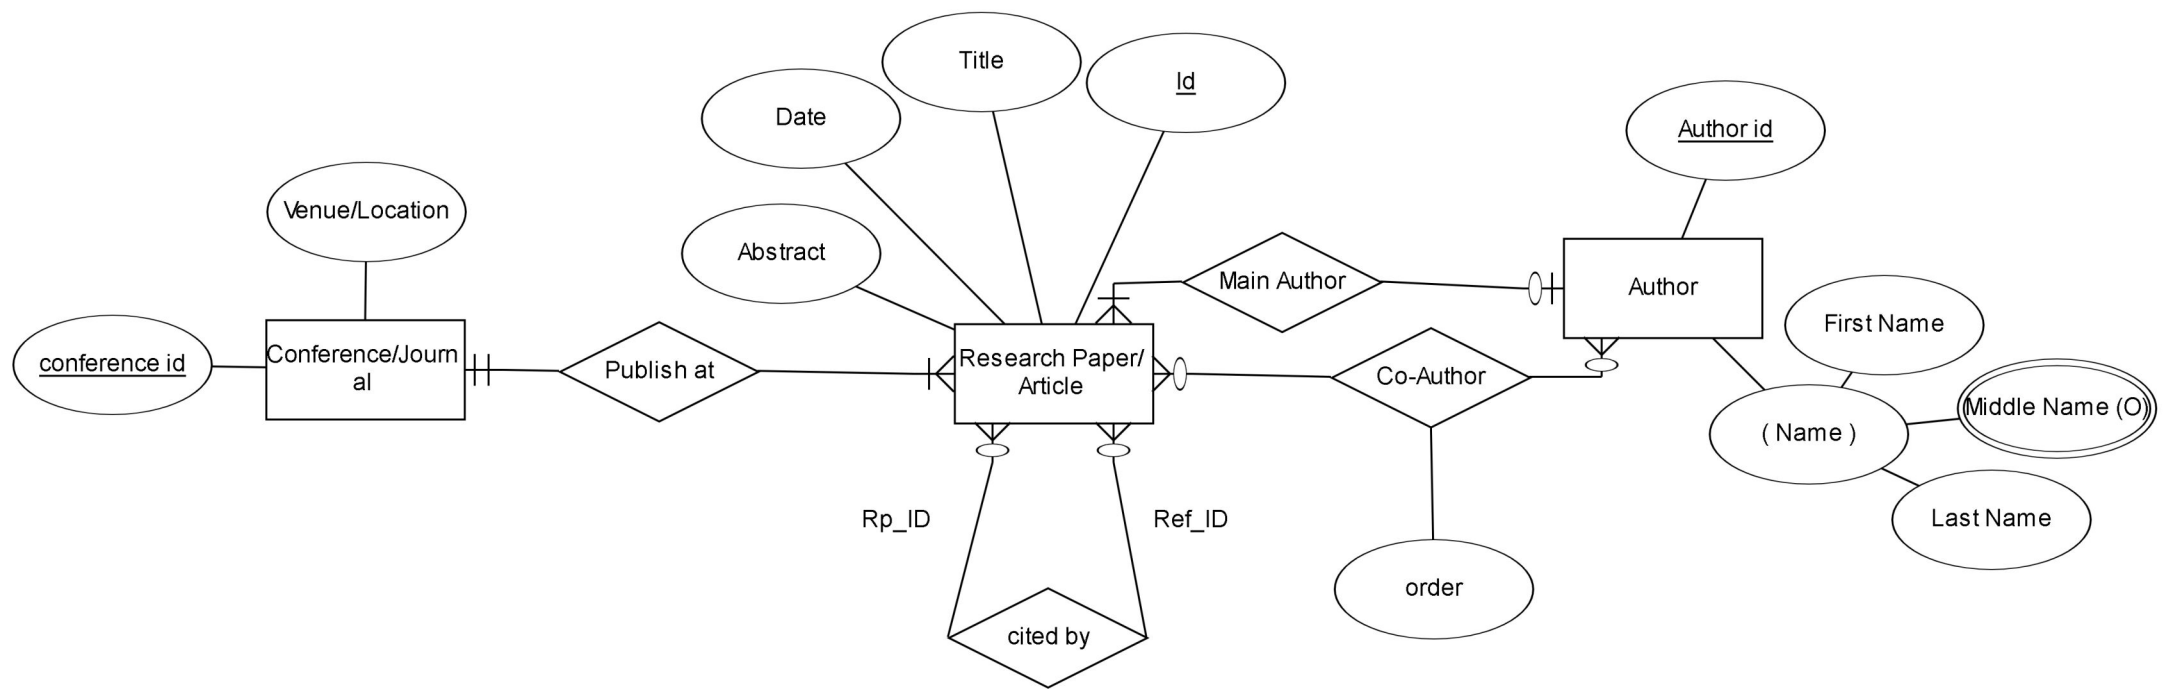 Title
Id
Date
Author id
Venue/Location
Abstract
Main Author
Author
First Name
conference id
Conference/Journ
al
Publish at
Research Paper/
Article
Co-Author
Middle Name (O)
( Name )
Last Name
Rp_ID
Ref_ID
order
cited by